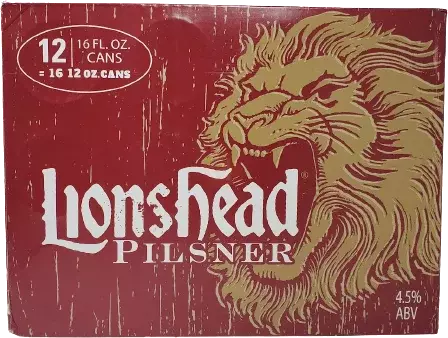 12 16 FL. OZ.
CANS
= 16 12 OZ. CANS
Lionshead®
PILSNER
4.5%
ABV